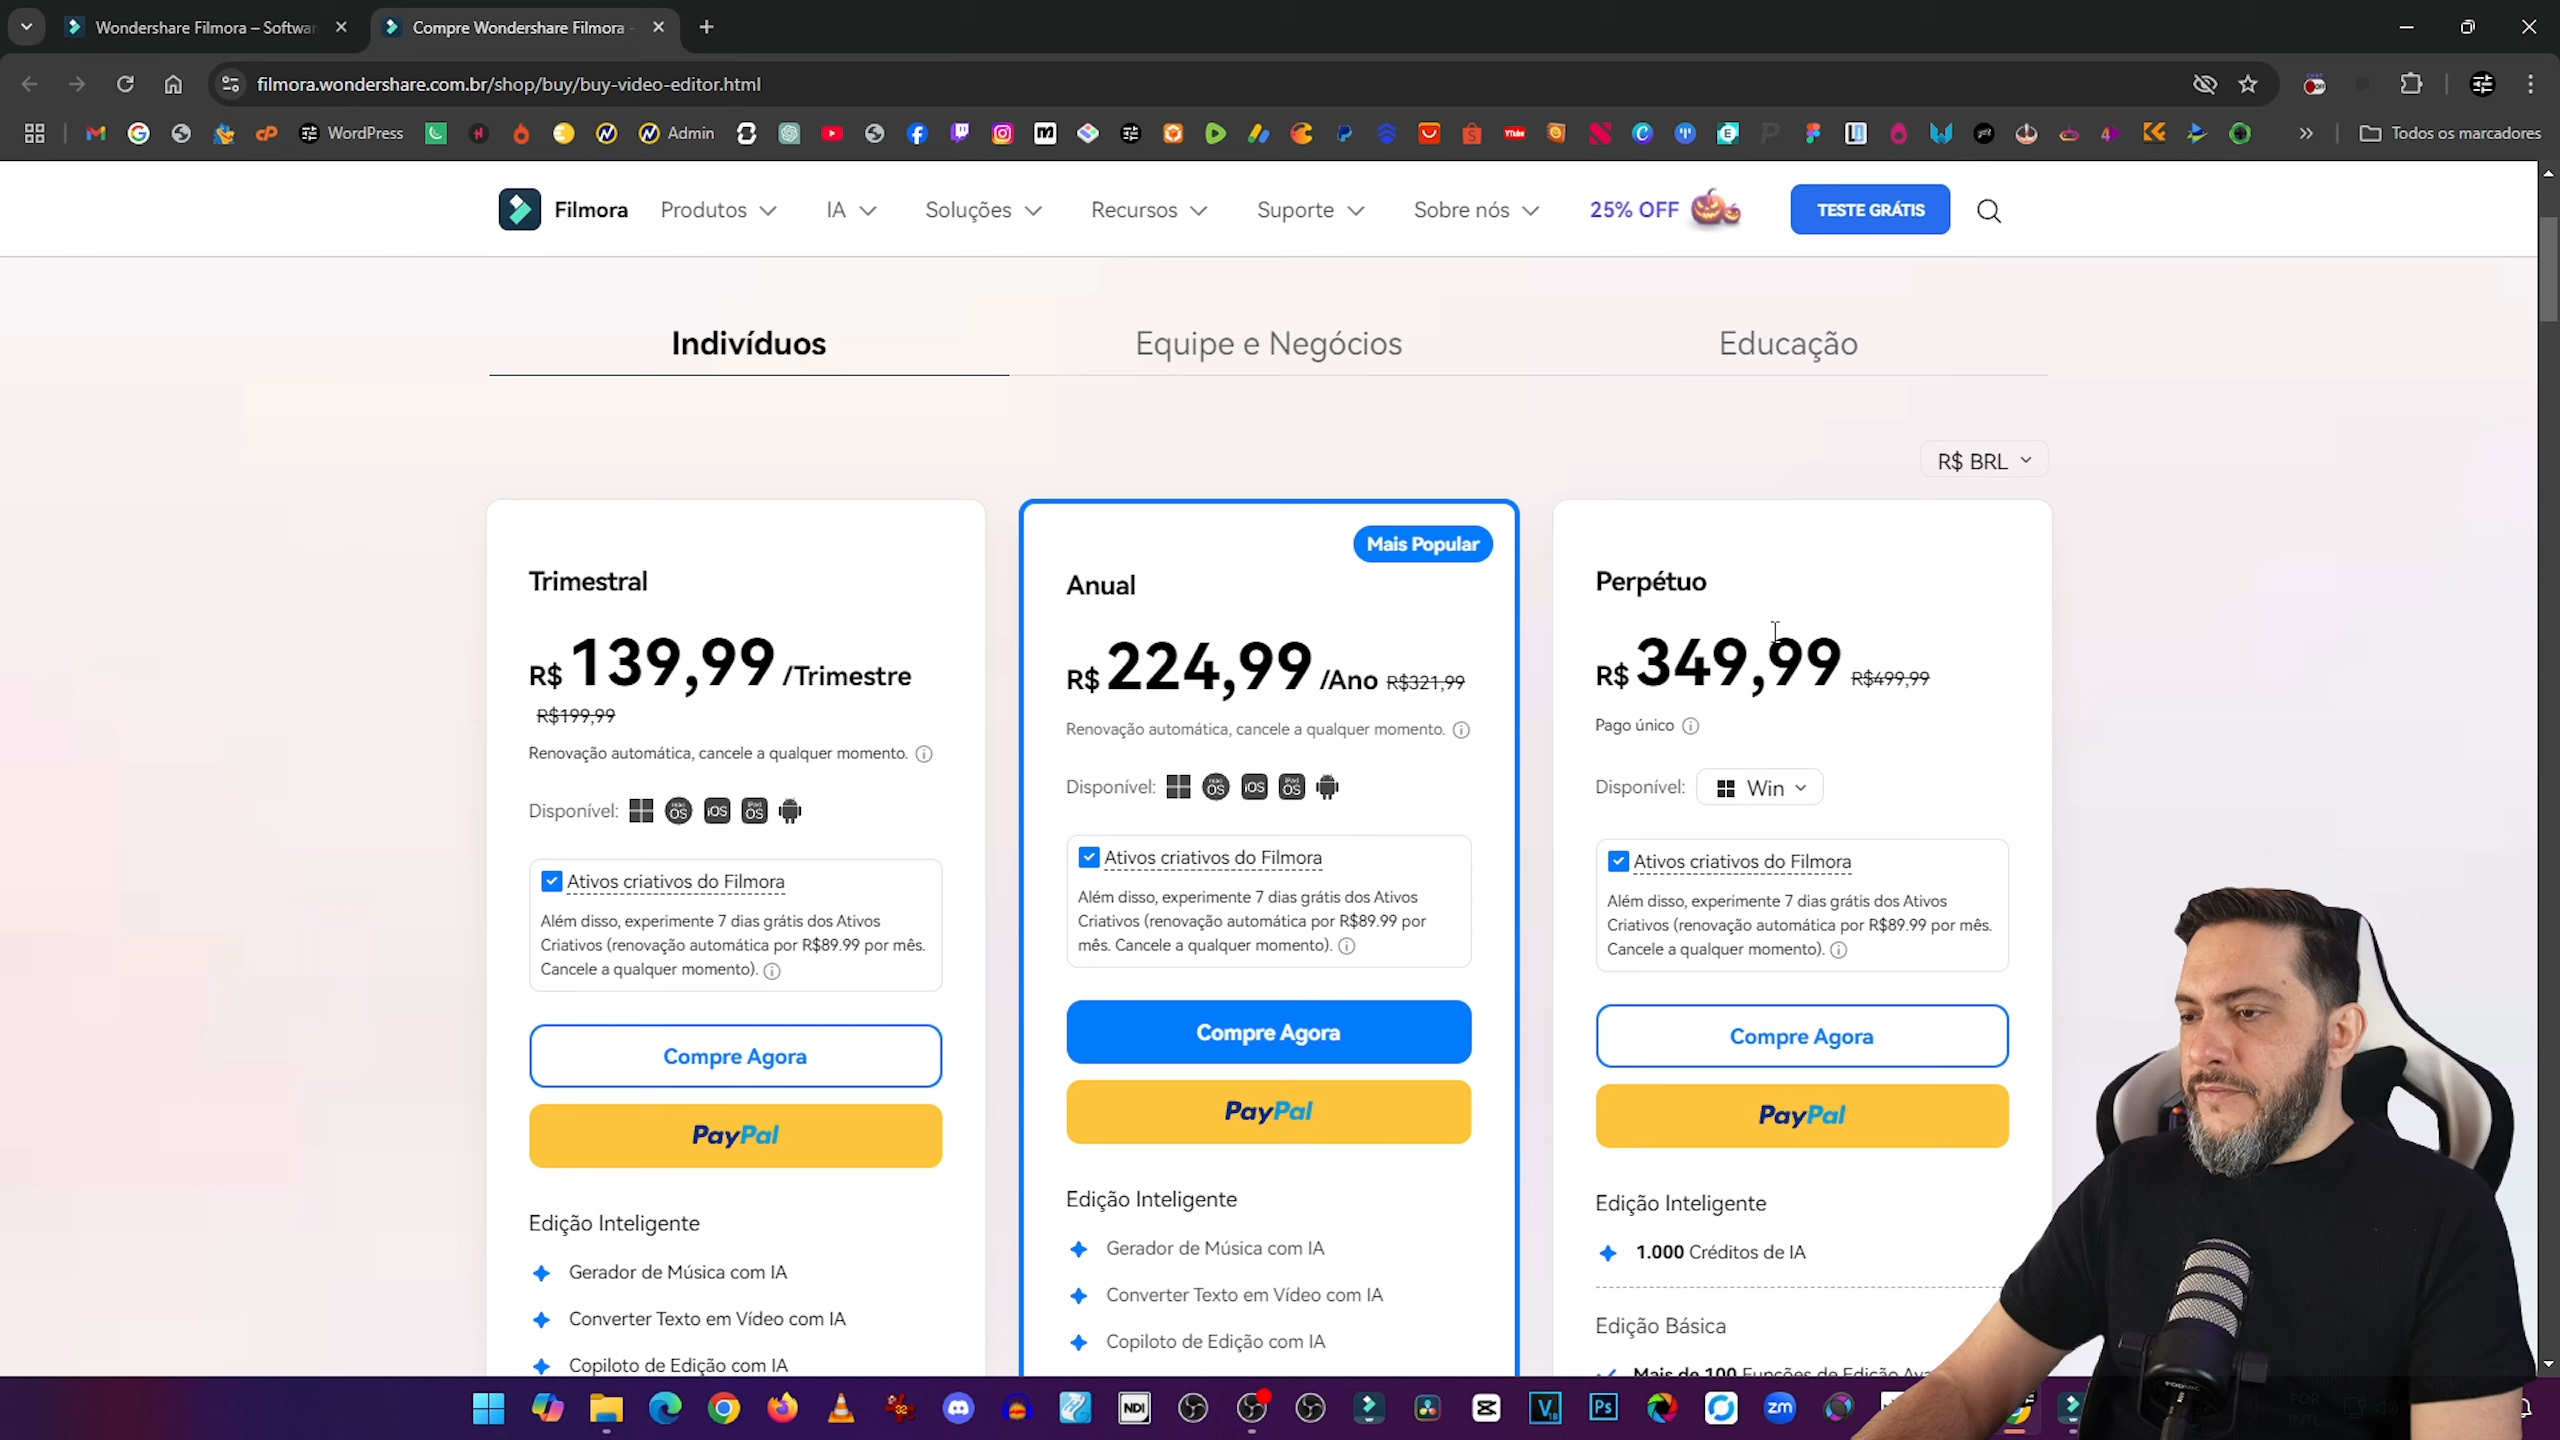 Wondershare Filmora – Softwar
Compre Wondershare Filmora -
filmora.wondershare.com.br/shop/buy/buy-video-editor.html
WordPress
Admin
Todos os marcadores
Filmora
Produtos
IA
Soluções
Recursos
Suporte
Sobre nós
25% OFF
TESTE GRÁTIS
Indivíduos
Equipe e Negócios
Educação
R$ BRL
Trimestral
R$ 139,99 /Trimestre
R$199,99
Renovação automática, cancele a qualquer momento.
Disponível:
Ativos criativos do Filmora
Além disso, experimente 7 dias grátis dos Ativos
Criativos (renovação automática por R$89.99 por mês.
Cancele a qualquer momento).
Compre Agora
PayPal
Edição Inteligente
Gerador de Música com IA
Converter Texto em Vídeo com IA
Copiloto de Edição com IA
Mais Popular
Anual
R$ 224,99 /Ano R$321,99
Renovação automática, cancele a qualquer momento.
Disponível:
Ativos criativos do Filmora
Além disso, experimente 7 dias grátis dos Ativos
Criativos (renovação automática por R$89.99 por
mês. Cancele a qualquer momento).
Compre Agora
PayPal
Edição Inteligente
Gerador de Música com IA
Converter Texto em Vídeo com IA
Copiloto de Edição com IA
Perpétuo
R$ 349,99 R$499,99
Pago único
Disponível:
Win
Ativos criativos do Filmora
Além disso, experimente 7 dias grátis dos Ativos
Criativos (renovação automática por R$89.99 por mês.
Cancele a qualquer momento).
Compre Agora
PayPal
Edição Inteligente
1.000 Créditos de IA
Edição Básica
Mais de 100 Funções de Edição
NDI
Ps
zm